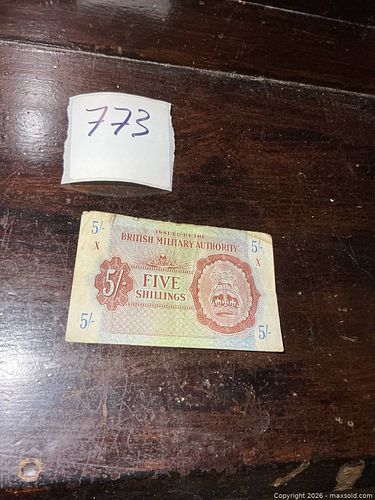 773
ISSUED BY THE
BRITISH MILITARY AUTHORITY
5/- 5/-
X X
5/- FIVE
SHILLINGS
5/- 5/-
Copyright 2026 - maxsold.com